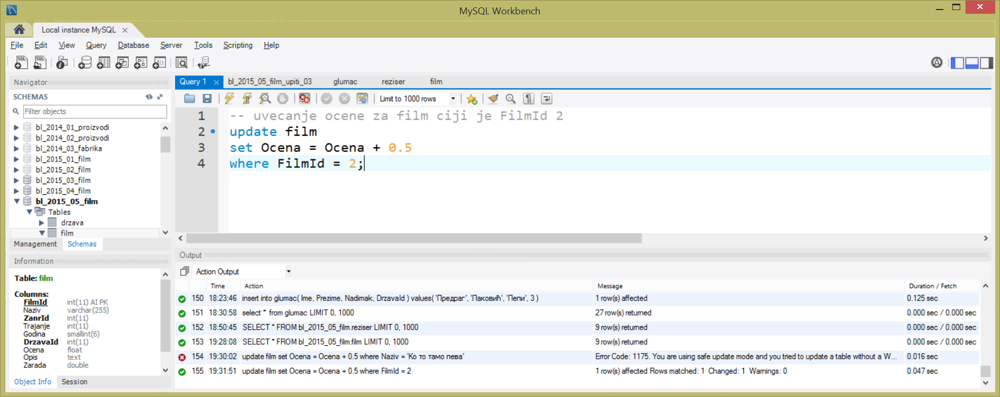 MySQL Workbench
Local instance MySQL
File Edit View Query Database Server Tools Scripting Help
Navigator
SCHEMAS
Filter objects
bl_2014_01_proizvodi
bl_2014_02_proizvodi
bl_2014_03_fabrika
bl_2015_01_film
bl_2015_02_film
bl_2015_03_film
bl_2015_04_film
bl_2015_05_film
Tables
drzava
film
Management Schemas
Information
Table: film
Columns:
FilmId int(11) AI PK
Naziv varchar(255)
ZanrId int(11)
Trajanje int(11)
Godina smallint(6)
DrzavaId int(11)
Ocena float
Opis text
Zarada double
Object Info Session
Query 1 bl_2015_05_film_upiti_03 glumac reziser film
Limit to 1000 rows
1 -- uvecanje ocene za film ciji je FilmId 2
2 update film
3 set Ocena = Ocena + 0.5
4 where FilmId = 2;
Output
Action Output
Time Action Message Duration / Fetch
150 18:23:46 insert into glumac( Ime, Prezime, Nadimak, DrzavaId ) values( 'Предраг', 'Паковић', 'Пепи', 3 ) 1 row(s) affected 0.125 sec
151 18:30:58 select * from glumac LIMIT 0, 1000 27 row(s) returned 0.000 sec / 0.000 sec
152 18:50:45 SELECT * FROM bl_2015_05_film.reziser LIMIT 0, 1000 9 row(s) returned 0.000 sec / 0.000 sec
153 19:28:08 SELECT * FROM bl_2015_05_film.film LIMIT 0, 1000 9 row(s) returned 0.000 sec / 0.000 sec
154 19:30:02 update film set Ocena = Ocena + 0.5 where Naziv = 'Ко то тамо пева' Error Code: 1175. You are using safe update mode and you tried to update a table without a W... 0.016 sec
155 19:31:51 update film set Ocena = Ocena + 0.5 where FilmId = 2 1 row(s) affected Rows matched: 1 Changed: 1 Warnings: 0 0.047 sec